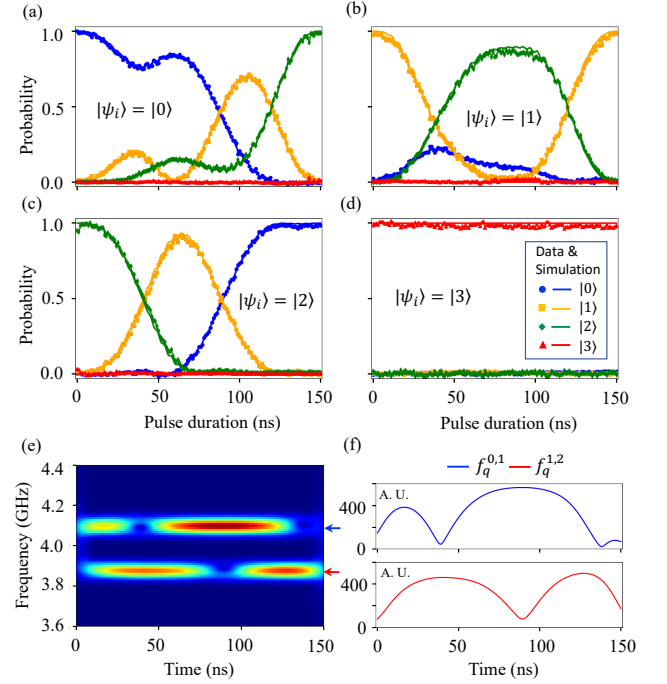 (a) (b)
1.0
0.5
0.0
Probability
|ψᵢ⟩ = |0⟩
|ψᵢ⟩ = |1⟩
(c) (d)
1.0
0.5
0.0
Probability
|ψᵢ⟩ = |2⟩
|ψᵢ⟩ = |3⟩
Data &
Simulation
|0⟩
|1⟩
|2⟩
|3⟩
0 50 100 150 0 50 100 150
Pulse duration (ns) Pulse duration (ns)
(e) (f)
4.4
4.2
4.0
3.8
3.6
Frequency (GHz)
0 50 100 150
Time (ns)
f_q^{0,1} f_q^{1,2}
A. U.
400
0
A. U.
400
0
0 50 100 150
Time (ns)